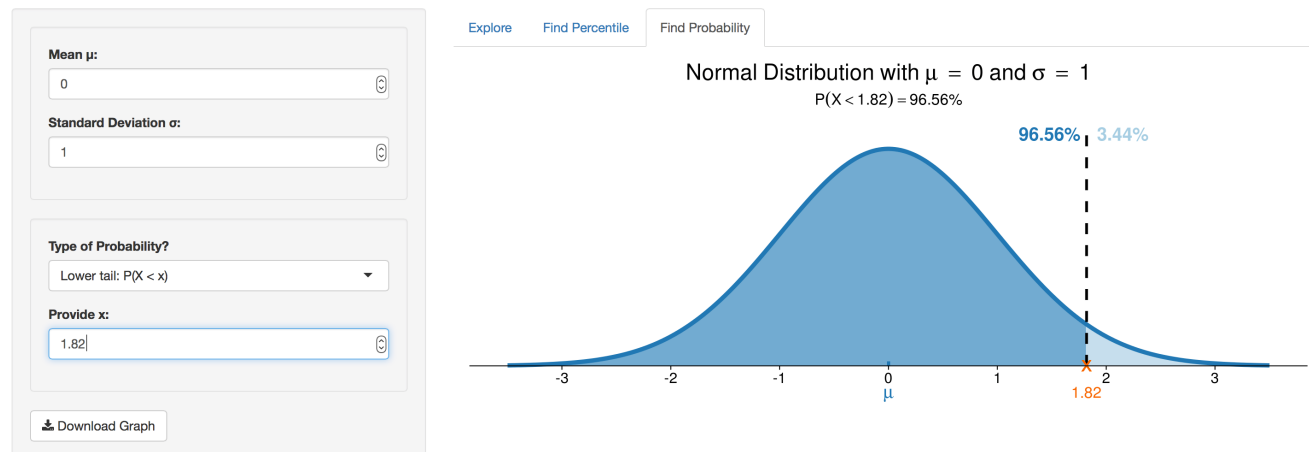 Mean μ:
0
Standard Deviation σ:
1
Type of Probability?
Lower tail: P(X < x)
Provide x:
1.82
Download Graph
Explore Find Percentile Find Probability
Normal Distribution with μ = 0 and σ = 1
P(X < 1.82) = 96.56%
96.56% 3.44%
-3 -2 -1 0 1 2 3
μ 1.82